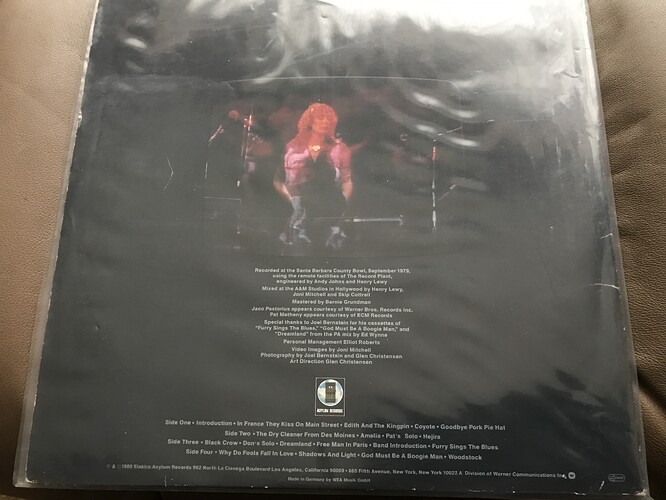 Recorded at the Santa Barbara County Bowl, September 1979,
using the remote facilities of The Record Plant,
engineered by Andy Johns and Henry Lewy
Mixed at the A&M Studios in Hollywood by Henry Lewy,
Joni Mitchell and Skip Cottrell
Mastered by Bernie Grundman
Jaco Pastorius appears courtesy of Warner Bros. Records Inc.
Pat Metheny appears courtesy of ECM Records
Special thanks to Joel Bernstein for his cassettes of
"Furry Sings The Blues," "God Must Be A Boogie Man," and
"Dreamland" from the PA mix by Ed Wynne
Personal Management Elliot Roberts
Video Images by Joni Mitchell
Photography by Joel Bernstein and Glen Christensen
Art Direction Glen Christensen
ASYLUM RECORDS
Side One • Introduction • In France They Kiss On Main Street • Edith And The Kingpin • Coyote • Goodbye Pork Pie Hat
Side Two • The Dry Cleaner From Des Moines • Amelia • Pat's Solo • Hejira
Side Three • Black Crow • Don's Solo • Dreamland • Free Man In Paris • Band Introduction • Furry Sings The Blues
Side Four • Why Do Fools Fall In Love • Shadows And Light • God Must Be A Boogie Man • Woodstock
℗ & © 1980 Elektra/Asylum Records 962 North La Cienega Boulevard Los Angeles, California 90069 • 665 Fifth Avenue, New York, New York 10022 A Division of Warner Communications Inc.
Made in Germany by WEA Musik GmbH